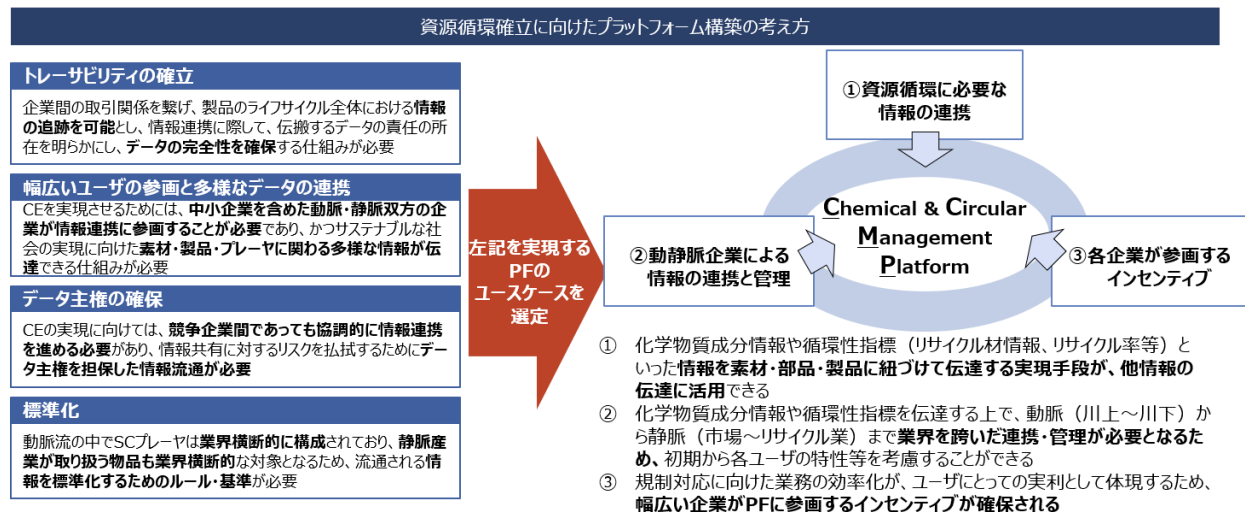 資源循環確立に向けたプラットフォーム構築の考え方
トレーサビリティの確立
企業間の取引関係を繋げ、製品のライフサイクル全体における情報
の追跡を可能とし、情報連携に際して、伝搬するデータの責任の所
在を明らかにし、データの完全性を確保する仕組みが必要
幅広いユーザの参画と多様なデータの連携
CEを実現させるためには、中小企業を含めた動脈・静脈双方の企
業が情報連携に参画することが必要であり、かつサステナブルな社
会の実現に向けた素材・製品・プレーヤに関わる多様な情報が伝
達できる仕組みが必要
データ主権の確保
CEの実現に向けては、競争企業間であっても協調的に情報連携
を進める必要があり、情報共有に対するリスクを払拭するためにデー
タ主権を担保した情報流通が必要
標準化
動脈流の中でSCプレーヤは業界横断的に構成されており、静脈産
業が取り扱う物品も業界横断的な対象となるため、流通される情
報を標準化するためのルール・基準が必要
左記を実現する
PFの
ユースケースを
選定
①資源循環に必要な
情報の連携
②動静脈企業による
情報の連携と管理
Chemical & Circular
Management
Platform
③各企業が参画する
インセンティブ
① 化学物質成分情報や循環性指標（リサイクル材情報、リサイクル率等）と
いった情報を素材・部品・製品に紐づけて伝達する実現手段が、他情報の
伝達に活用できる
② 化学物質成分情報や循環性指標を伝達する上で、動脈（川上～川下）か
ら静脈（市場～リサイクル業）まで業界を跨いだ連携・管理が必要となるた
め、初期から各ユーザの特性等を考慮することができる
③ 規制対応に向けた業務の効率化が、ユーザにとっての実利として体現するため、
幅広い企業がPFに参画するインセンティブが確保される